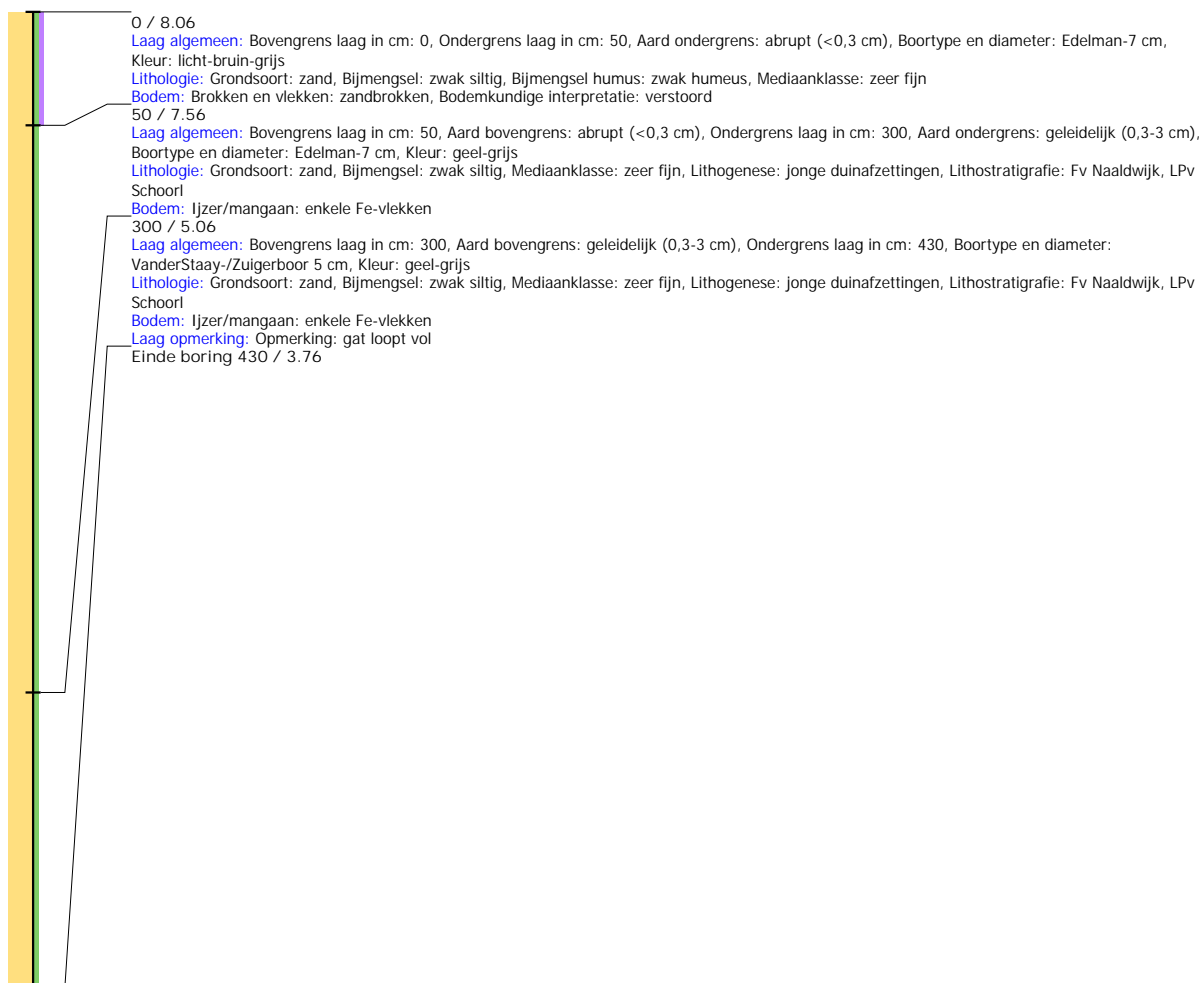 0 / 8.06
Laag algemeen: Bovengrens laag in cm: 0, Ondergrens laag in cm: 50, Aard ondergrens: abrupt (<0,3 cm), Boortype en diameter: Edelman-7 cm,
Kleur: licht-bruin-grijs
Lithologie: Grondsoort: zand, Bijmengsel: zwak siltig, Bijmengsel humus: zwak humeus, Mediaanklasse: zeer fijn
Bodem: Brokken en vlekken: zandbrokken, Bodemkundige interpretatie: verstoord
50 / 7.56
Laag algemeen: Bovengrens laag in cm: 50, Aard bovengrens: abrupt (<0,3 cm), Ondergrens laag in cm: 300, Aard ondergrens: geleidelijk (0,3-3 cm),
Boortype en diameter: Edelman-7 cm, Kleur: geel-grijs
Lithologie: Grondsoort: zand, Bijmengsel: zwak siltig, Mediaanklasse: zeer fijn, Lithogenese: jonge duinafzettingen, Lithostratigrafie: Fv Naaldwijk, LPv
Schoorl
Bodem: Ijzer/mangaan: enkele Fe-vlekken
300 / 5.06
Laag algemeen: Bovengrens laag in cm: 300, Aard bovengrens: geleidelijk (0,3-3 cm), Ondergrens laag in cm: 430, Boortype en diameter:
VanderStaay-/Zuigerboor 5 cm, Kleur: geel-grijs
Lithologie: Grondsoort: zand, Bijmengsel: zwak siltig, Mediaanklasse: zeer fijn, Lithogenese: jonge duinafzettingen, Lithostratigrafie: Fv Naaldwijk, LPv
Schoorl
Bodem: Ijzer/mangaan: enkele Fe-vlekken
Laag opmerking: Opmerking: gat loopt vol
Einde boring 430 / 3.76